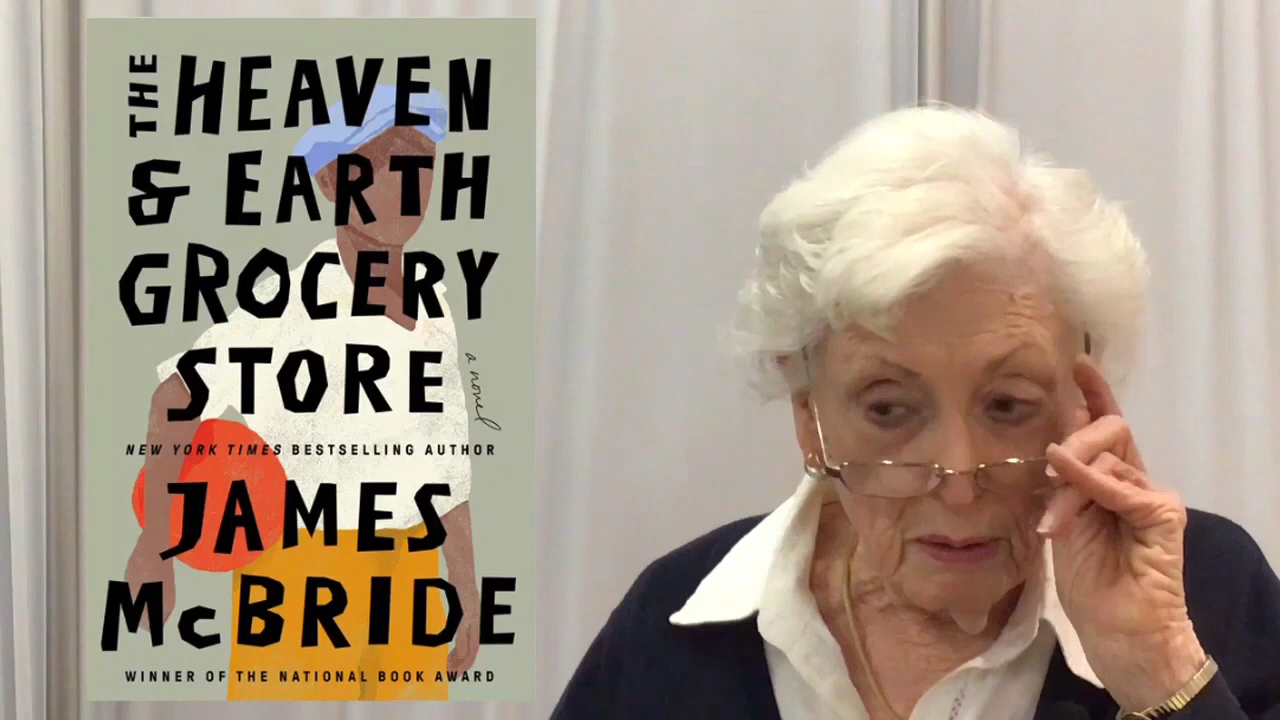 THE HEAVEN
& EARTH
GROCERY
STORE
a novel
NEW YORK TIMES BESTSELLING AUTHOR
JAMES
McBRIDE
WINNER OF THE NATIONAL BOOK AWARD